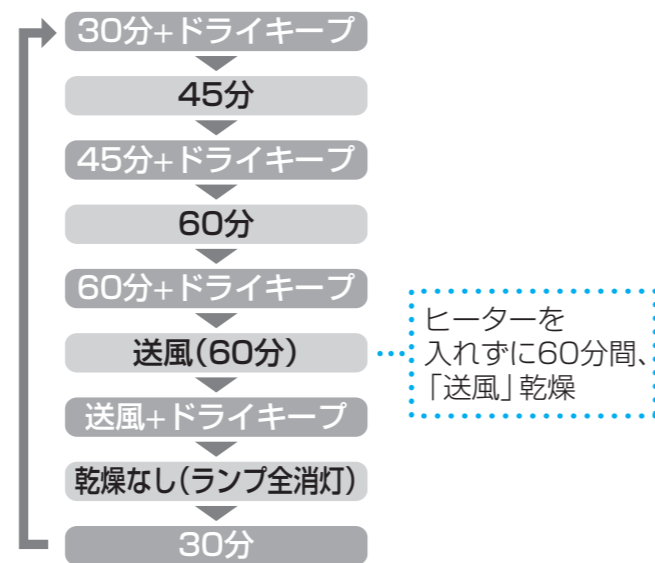 30分+ドライキープ
45分
45分+ドライキープ
60分
60分+ドライキープ
送風(60分)
ヒーターを
入れずに60分間、
「送風」乾燥
送風+ドライキープ
乾燥なし(ランプ全消灯)
30分